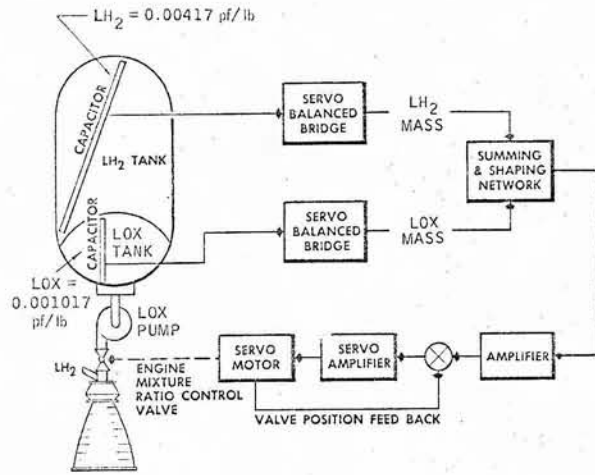 LH2 = 0.00417 pf/lb
CAPACITOR
LH2 TANK
SERVO
BALANCED
BRIDGE
LH2
MASS
SUMMING
& SHAPING
NETWORK
CAPACITOR
LOX
TANK
SERVO
BALANCED
BRIDGE
LOX
MASS
LOX =
0.001017
pf/lb
LOX
PUMP
LH2
ENGINE
MIXTURE
RATIO CONTROL
VALVE
SERVO
MOTOR
SERVO
AMPLIFIER
AMPLIFIER
VALVE POSITION FEED BACK